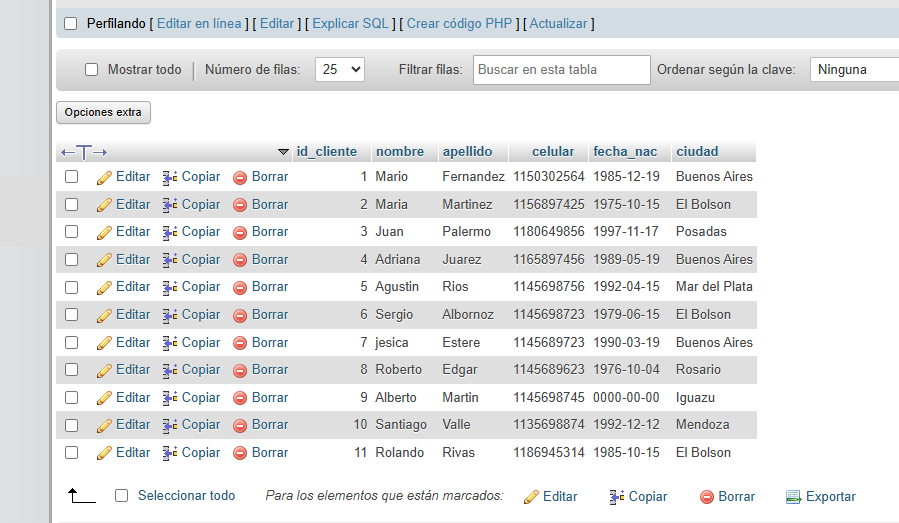 Perfilando [ Editar en línea ] [ Editar ] [ Explicar SQL ] [ Crear código PHP ] [ Actualizar ]
Mostrar todo | Número de filas: 25 Filtrar filas: Buscar en esta tabla Ordenar según la clave: Ninguna
Opciones extra
←T→ id_cliente nombre apellido celular fecha_nac ciudad
Editar Copiar Borrar 1 Mario Fernandez 1150302564 1985-12-19 Buenos Aires
Editar Copiar Borrar 2 Maria Martinez 1156897425 1975-10-15 El Bolson
Editar Copiar Borrar 3 Juan Palermo 1180649856 1997-11-17 Posadas
Editar Copiar Borrar 4 Adriana Juarez 1165897456 1989-05-19 Buenos Aires
Editar Copiar Borrar 5 Agustin Rios 1145698756 1992-04-15 Mar del Plata
Editar Copiar Borrar 6 Sergio Albornoz 1145698723 1979-06-15 El Bolson
Editar Copiar Borrar 7 jesica Estere 1145689723 1990-03-19 Buenos Aires
Editar Copiar Borrar 8 Roberto Edgar 1145689623 1976-10-04 Rosario
Editar Copiar Borrar 9 Alberto Martin 1145698745 0000-00-00 Iguazu
Editar Copiar Borrar 10 Santiago Valle 1135698874 1992-12-12 Mendoza
Editar Copiar Borrar 11 Rolando Rivas 1186945314 1985-10-15 El Bolson
Seleccionar todo Para los elementos que están marcados: Editar Copiar Borrar Exportar